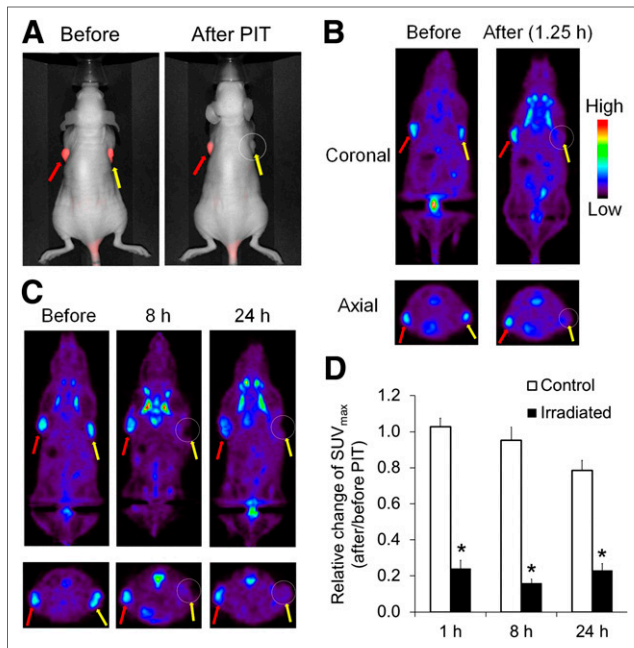 A
Before
After PIT
B
Before
After (1.25 h)
Coronal
High
Low
Axial
C
Before
8 h
24 h
D
Control
Irradiated
Relative change of SUVmax
(after/before PIT)
1.2
1.0
0.8
0.6
0.4
0.2
0.0
*
*
*
1 h
8 h
24 h